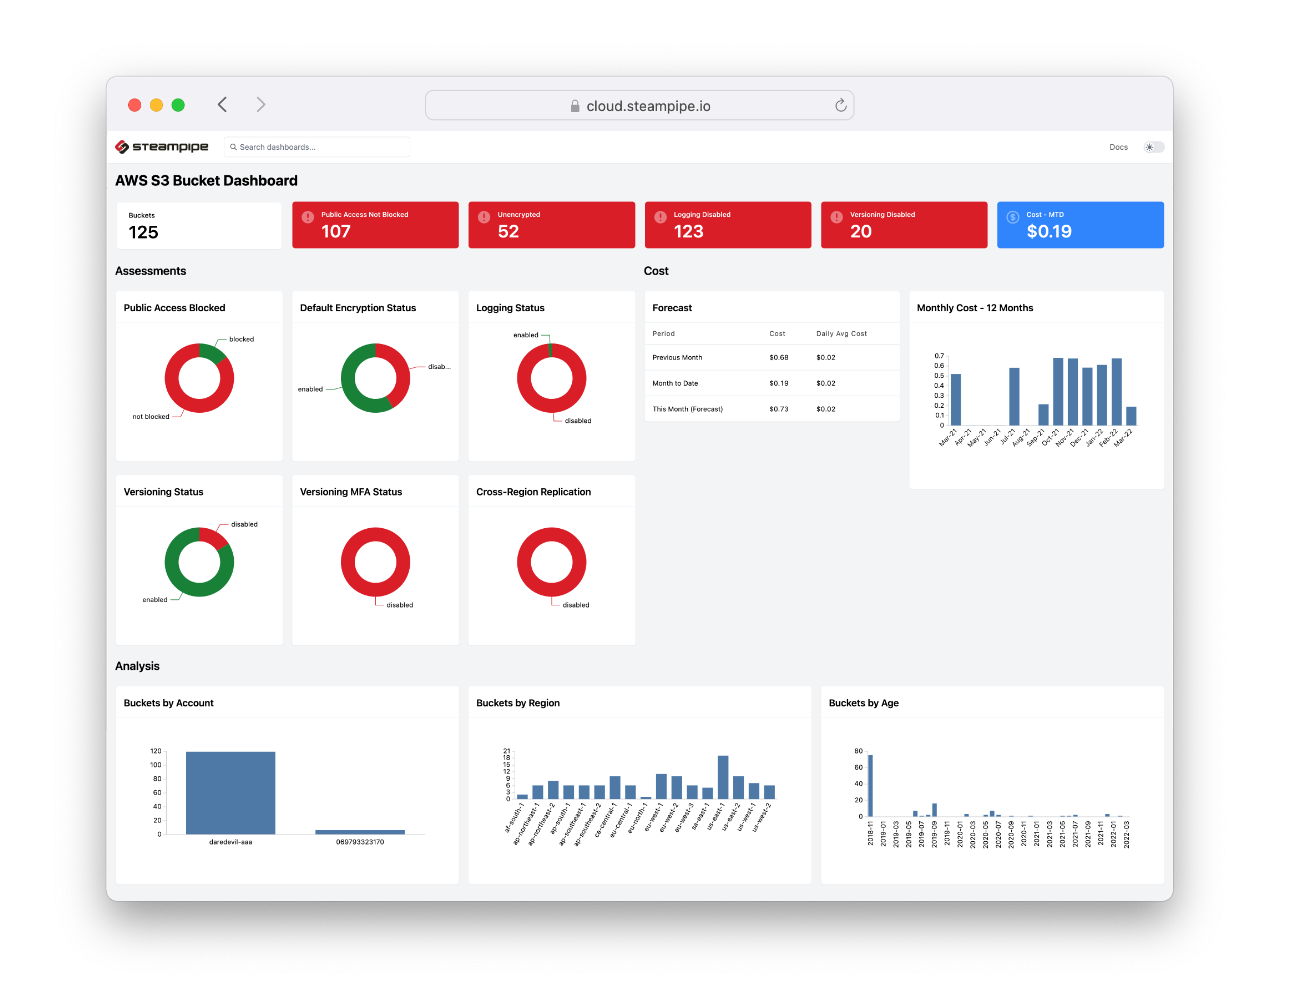 cloud.steampipe.io
steampipe
Search dashboards...
Docs
AWS S3 Bucket Dashboard
Buckets
125
Public Access Not Blocked
107
Unencrypted
52
Logging Disabled
123
Versioning Disabled
20
Cost - MTD
$0.19
Assessments
Cost
Public Access Blocked
blocked
not blocked
Default Encryption Status
disab...
enabled
Logging Status
enabled
disabled
Forecast
Period Cost Daily Avg Cost
Previous Month $0.68 $0.02
Month to Date $0.19 $0.02
This Month (Forecast) $0.73 $0.02
Monthly Cost - 12 Months
0.7
0.6
0.5
0.4
0.3
0.2
0.1
0
Mar-21 Apr-21 May-21 Jun-21 Jul-21 Aug-21 Sep-21 Oct-21 Nov-21 Dec-21 Jan-22 Feb-22 Mar-22
Versioning Status
disabled
enabled
Versioning MFA Status
disabled
Cross-Region Replication
disabled
Analysis
Buckets by Account
120
100
80
60
40
20
0
daredevil-aaa 069793323170
Buckets by Region
21
18
15
12
9
6
3
0
af-south-1 ap-northeast-1 ap-northeast-2 ap-south-1 ap-southeast-1 ap-southeast-2 ca-central-1 eu-central-1 eu-north-1 eu-west-1 eu-west-2 eu-west-3 sa-east-1 us-east-1 us-east-2 us-west-1 us-west-2
Buckets by Age
80
60
40
20
0
2018-11 2019-01 2019-03 2019-05 2019-07 2019-09 2019-11 2020-01 2020-03 2020-05 2020-07 2020-09 2020-11 2021-01 2021-03 2021-05 2021-07 2021-09 2021-11 2022-01 2022-03